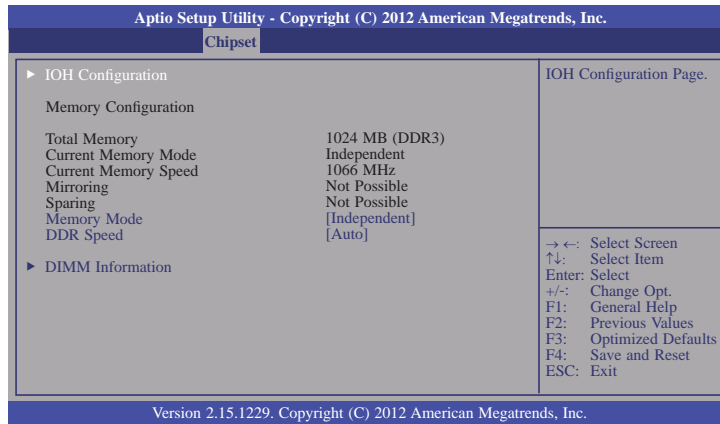 Aptio Setup Utility - Copyright (C) 2012 American Megatrends, Inc.
Chipset
► IOH Configuration
Memory Configuration
Total Memory 1024 MB (DDR3)
Current Memory Mode Independent
Current Memory Speed 1066 MHz
Mirroring Not Possible
Sparing Not Possible
Memory Mode [Independent]
DDR Speed [Auto]
► DIMM Information
IOH Configuration Page.
→ ←: Select Screen
↑↓: Select Item
Enter: Select
+/-: Change Opt.
F1: General Help
F2: Previous Values
F3: Optimized Defaults
F4: Save and Reset
ESC: Exit
Version 2.15.1229. Copyright (C) 2012 American Megatrends, Inc.